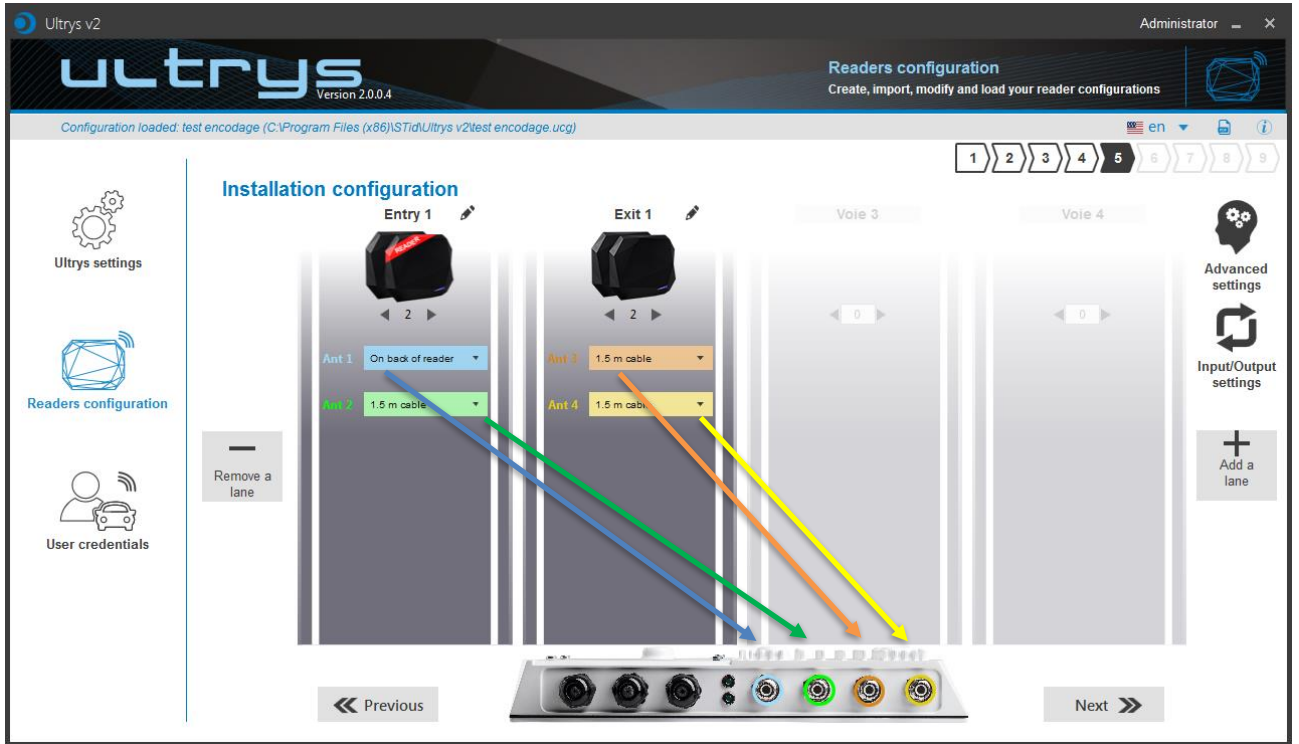 Ultrys v2
Administrator
ultrys
Version 2.0.0.4
Readers configuration
Create, import, modify and load your reader configurations
Configuration loaded: test encodage (C:\Program Files (x86)\STid\Ultrys v2\test encodage.ucg)
en
1 2 3 4 5 6 7 8 9
Installation configuration
Entry 1
Exit 1
Voie 3
Voie 4
READER
2
2
0
0
Ant 1 On back of reader
Ant 3 1.5 m cable
Ant 2 1.5 m cable
Ant 4 1.5 m cable
Ultrys settings
Readers configuration
User credentials
Remove a
lane
Advanced
settings
Input/Output
settings
Add a
lane
Previous
Next